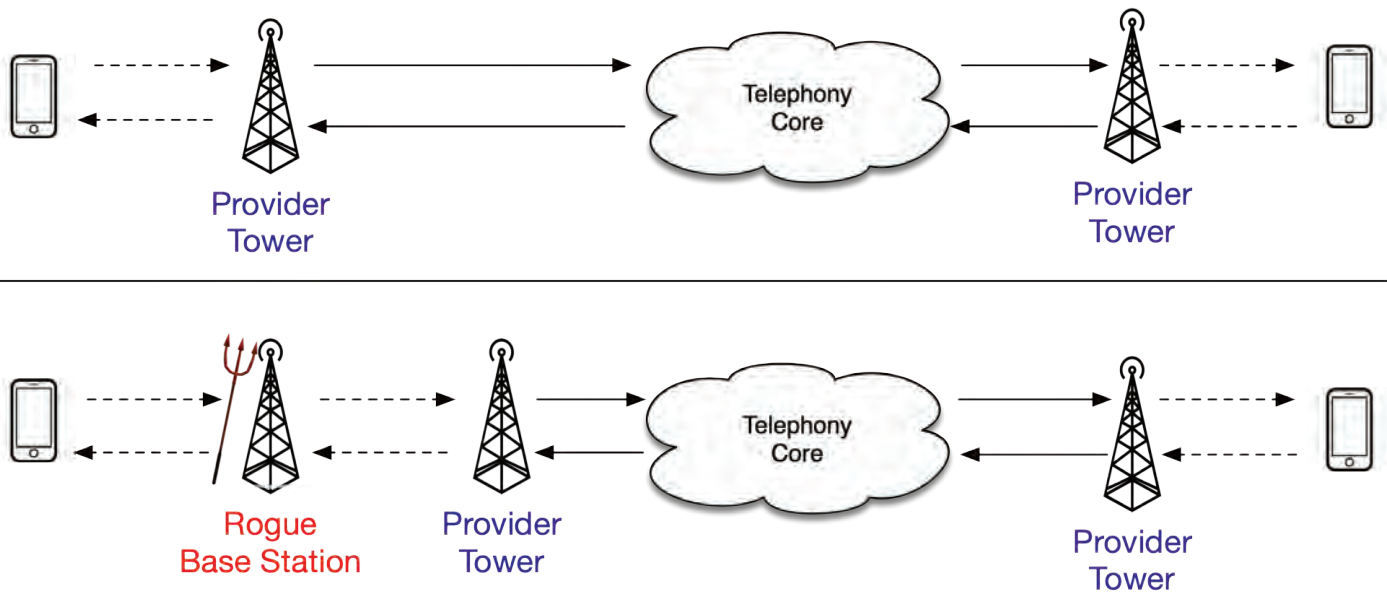 Telephony
Core
Provider
Tower
Provider
Tower
Telephony
Core
Rogue
Base Station
Provider
Tower
Provider
Tower